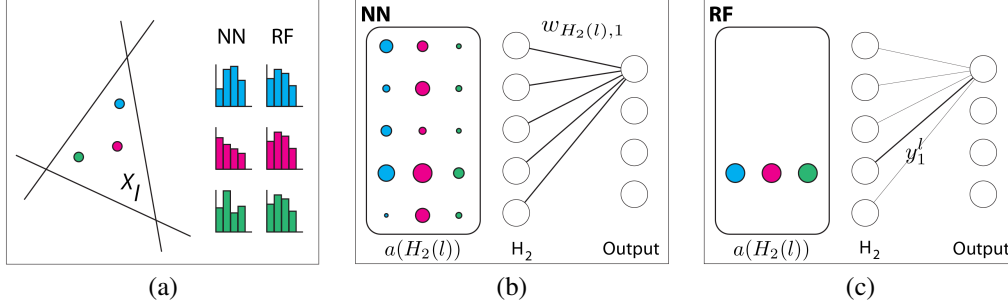 NN RF
X_l
(a)
NN
w_{H_2(l),1}
a(H_2(l))
H_2
Output
(b)
RF
y_1^l
a(H_2(l))
H_2
Output
(c)